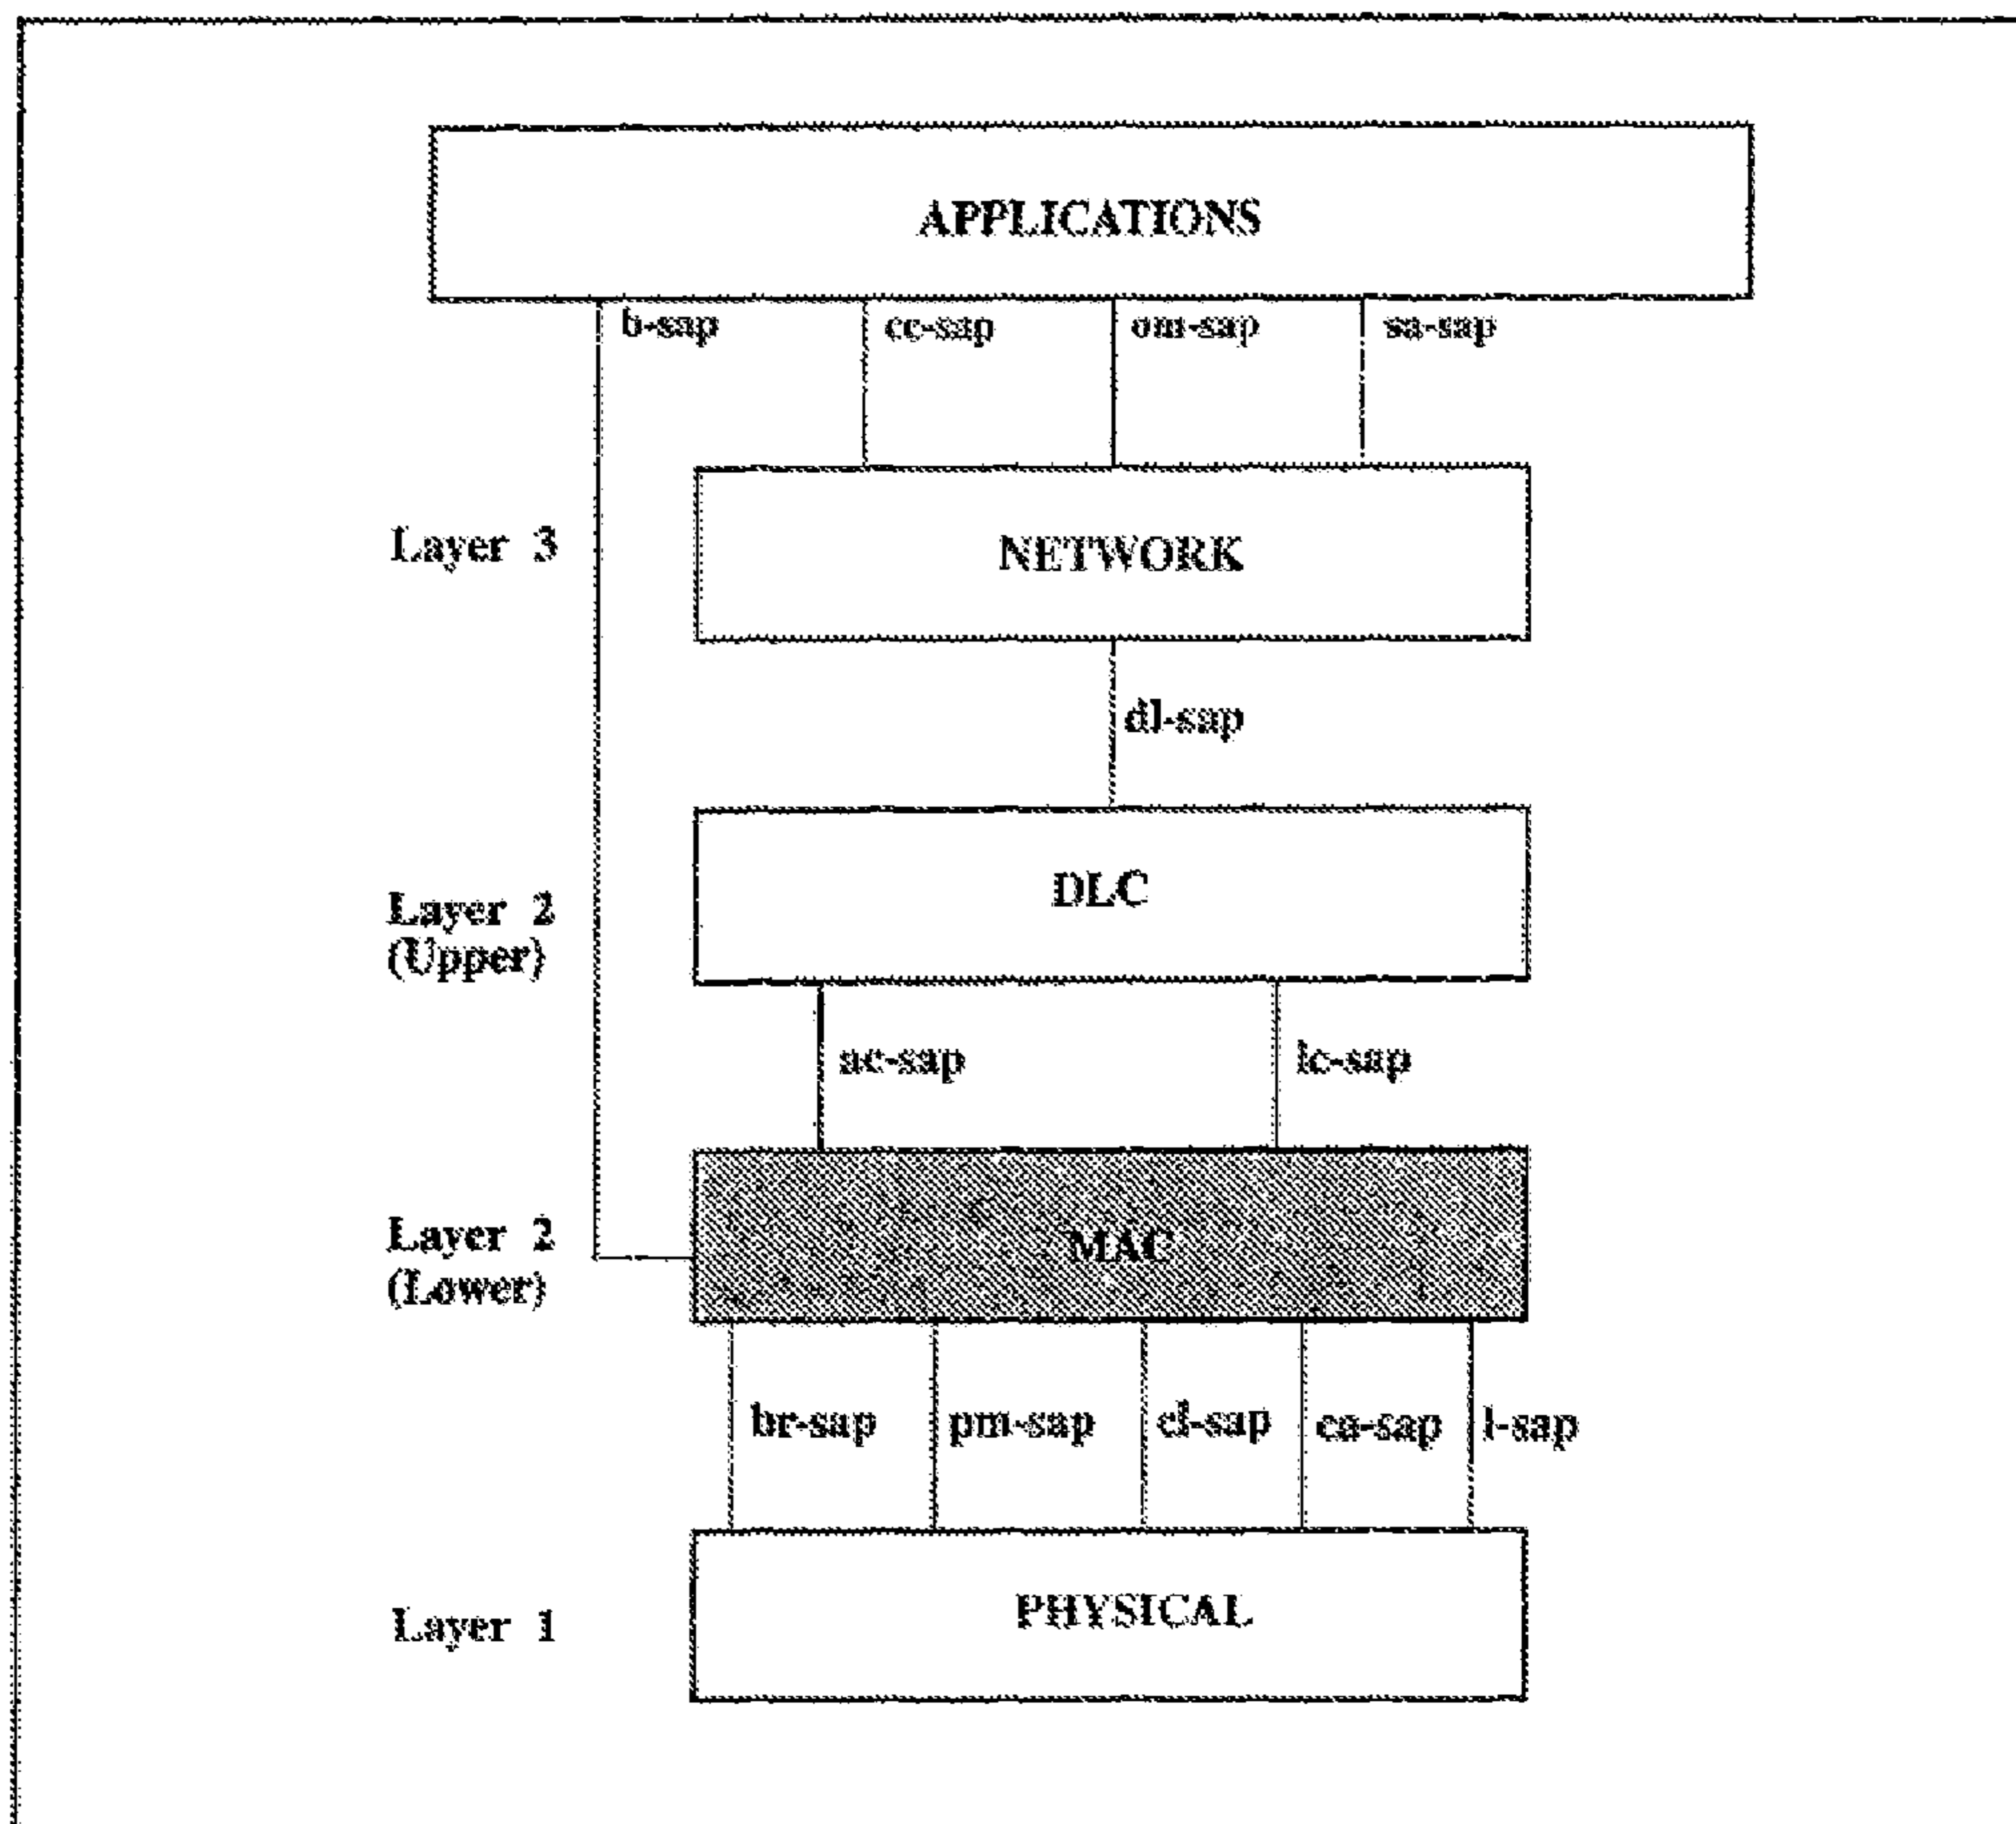 APPLICATIONS
b-sap
cc-sap
om-sap
sa-sap
Layer 3
NETWORK
dl-sap
DLC
Layer 2
(Upper)
ac-sap
lc-sap
Layer 2
(Lower)
MAC
br-sap
pm-sap
cl-sap
ca-sap
l-sap
PHYSICAL
Layer 1